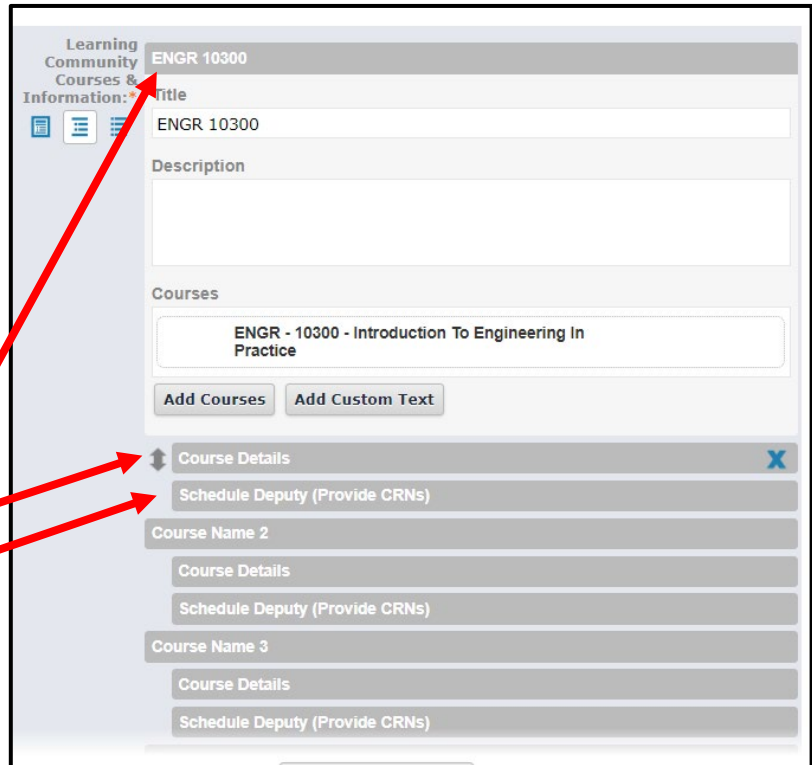 Learning
Community
Courses &
Information:*
ENGR 10300
Title
ENGR 10300
Description
Courses
ENGR - 10300 - Introduction To Engineering In
Practice
Add Courses
Add Custom Text
Course Details
X
Schedule Deputy (Provide CRNs)
Course Name 2
Course Details
Schedule Deputy (Provide CRNs)
Course Name 3
Course Details
Schedule Deputy (Provide CRNs)